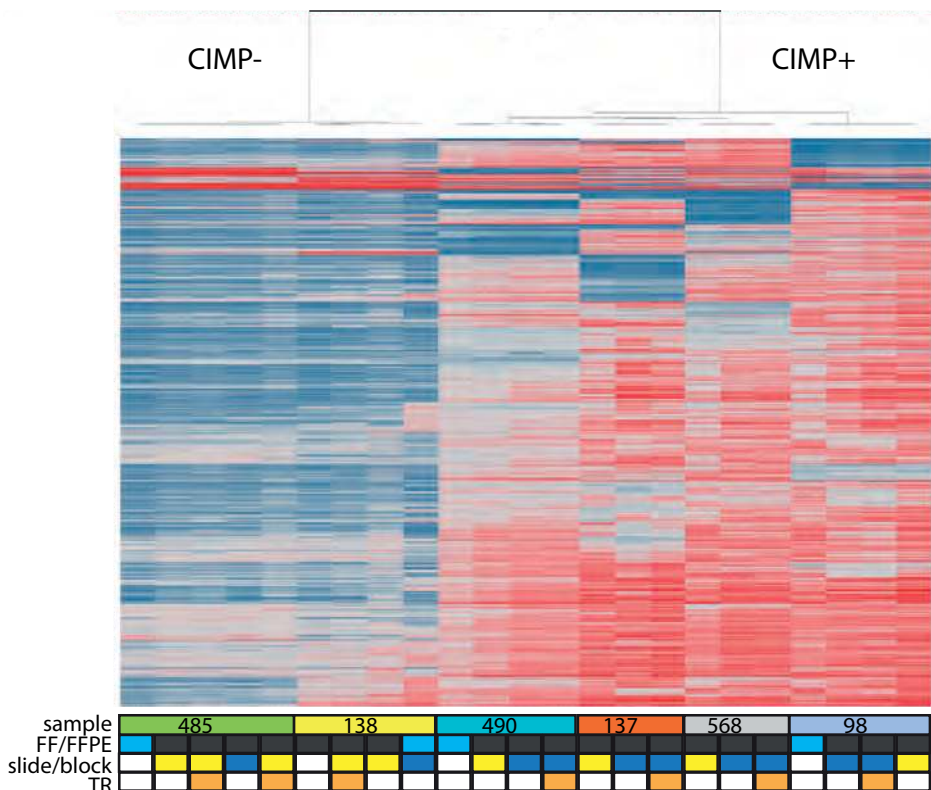 CIMP- CIMP+
sample 485 138 490 137 568 98
FF/FFPE
slide/block
TR